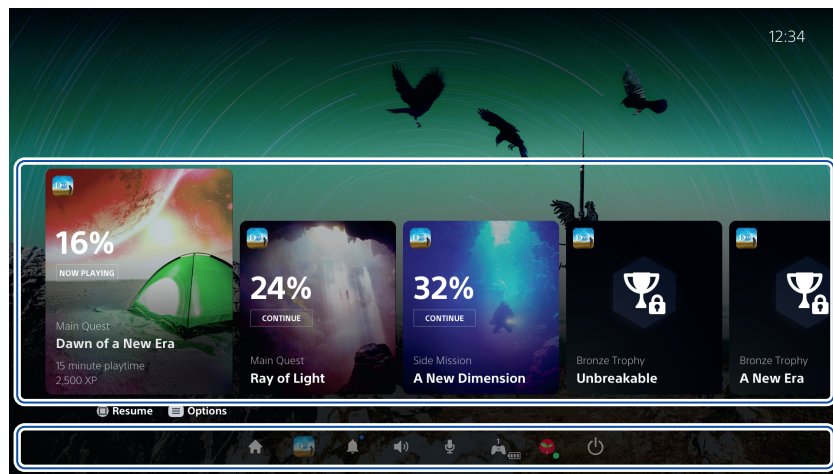 12:34
16%
NOW PLAYING
Main Quest
Dawn of a New Era
15 minute playtime
2,500 XP
24%
CONTINUE
Main Quest
Ray of Light
32%
CONTINUE
Side Mission
A New Dimension
Bronze Trophy
Unbreakable
Bronze Trophy
A New Era
Resume Options
1